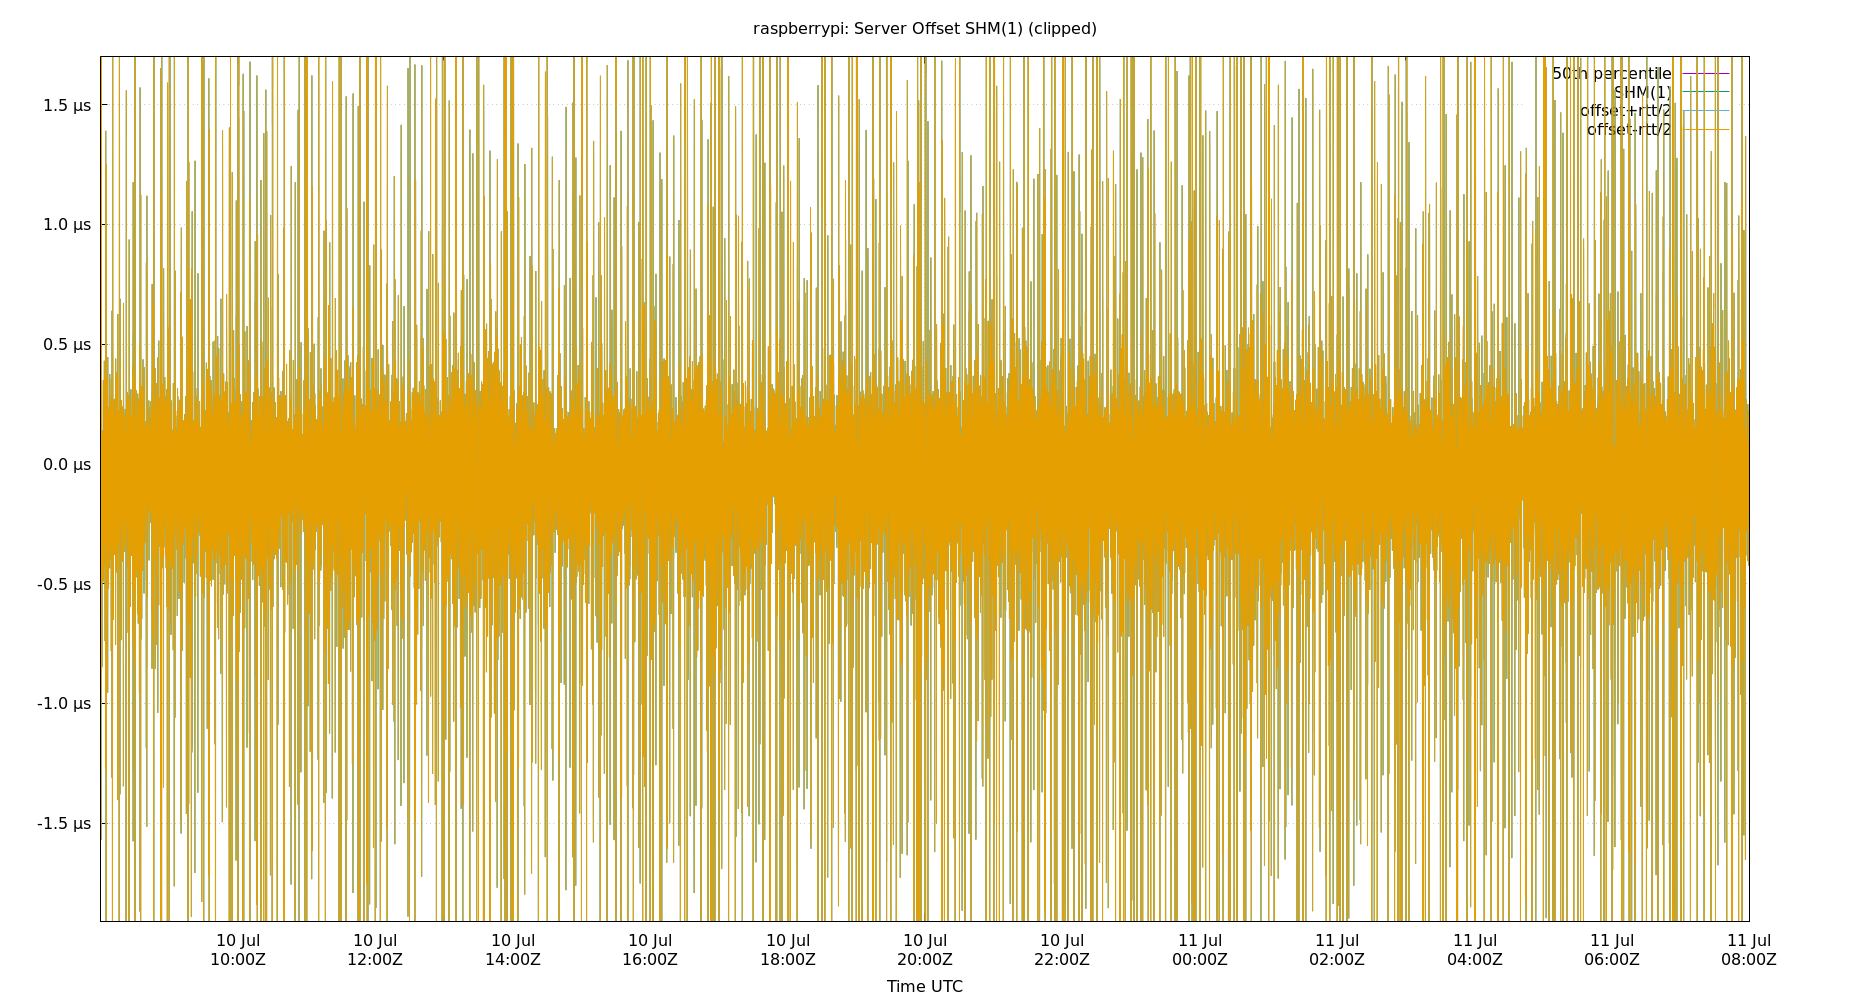 raspberrypi: Server Offset SHM(1) (clipped)
50th percentile
SHM(1)
offset+rtt/2
offset-rtt/2
1.5 µs
1.0 µs
0.5 µs
0.0 µs
-0.5 µs
-1.0 µs
-1.5 µs
10 Jul 10 Jul 10 Jul 10 Jul 10 Jul 10 Jul 10 Jul 11 Jul 11 Jul 11 Jul 11 Jul 11 Jul
10:00Z 12:00Z 14:00Z 16:00Z 18:00Z 20:00Z 22:00Z 00:00Z 02:00Z 04:00Z 06:00Z 08:00Z
Time UTC